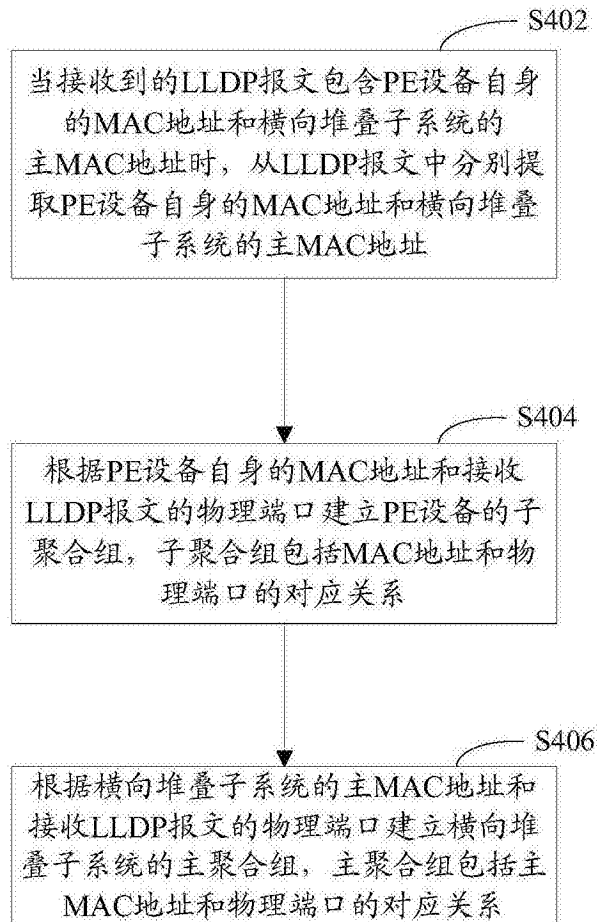 S402
当接收到的LLDP报文包含PE设备自身
的MAC地址和横向堆叠子系统的
主MAC地址时，从LLDP报文中分别提
取PE设备自身的MAC地址和横向堆叠
子系统的主MAC地址
S404
根据PE设备自身的MAC地址和接收
LLDP报文的物理端口建立PE设备的子
聚合组，子聚合组包括MAC地址和物
理端口的对应关系
S406
根据横向堆叠子系统的主MAC地址和
接收LLDP报文的物理端口建立横向堆
叠子系统的主聚合组，主聚合组包括主
MAC地址和物理端口的对应关系